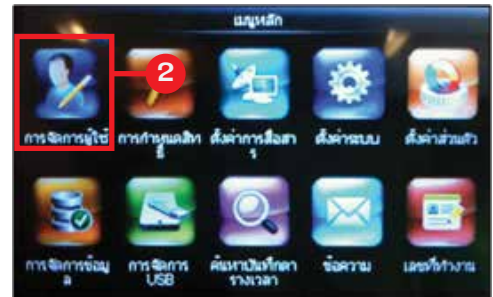 เมนูหลัก
2
การจัดการผู้ใช้ การกำหนดสิท ตั้งค่าการสื่อสา ตั้งค่าระบบ ตั้งค่าส่วนตัว
ธิ์ ร
การจัดการข้อมู การจัดการ ค้นหาบันทึกตา ข้อความ เลขที่ทำงาน
ล USB รางเวลา